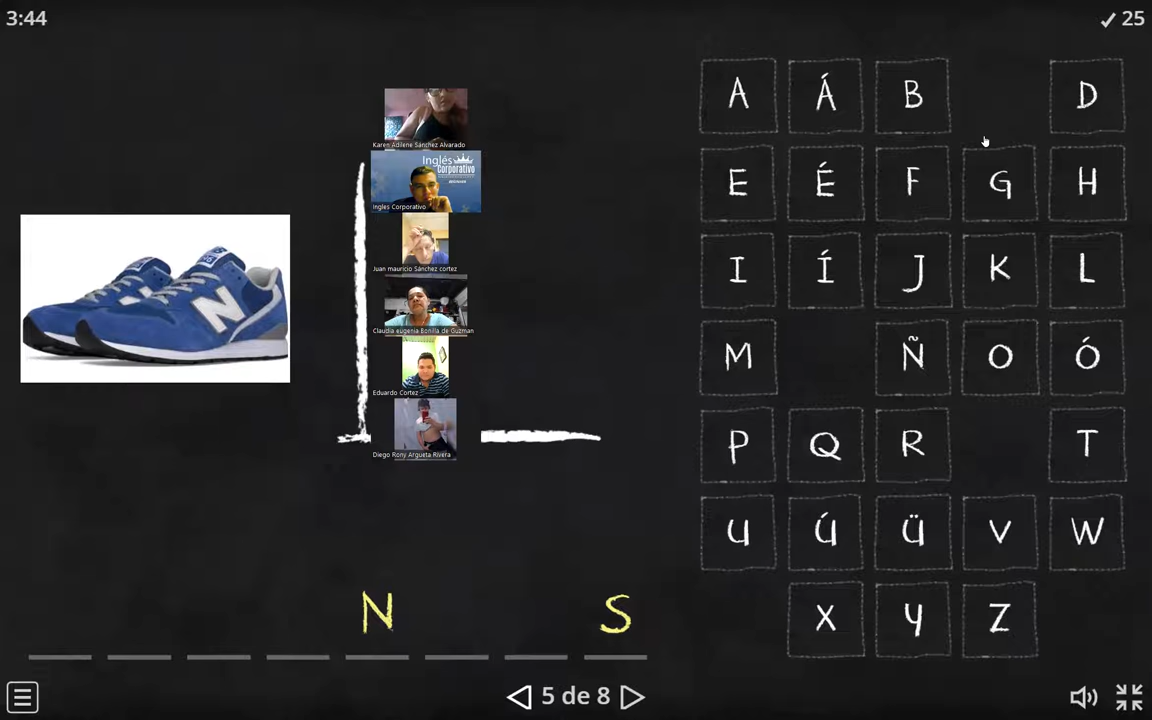 3:44
✓ 25
N
Karen Adilene Sánchez Alvarado
Inglés
Corporativo
Ingles Corporativo
Juan mauricio Sánchez cortez
Claudia eugenia Bonilla de Guzman
Eduardo Cortez
Diego Rony Argueta Rivera
A Á B D
E É F G H
I Í J K L
M Ñ O Ó
P Q R T
U Ú Ü V W
X Y Z
N S
5 de 8